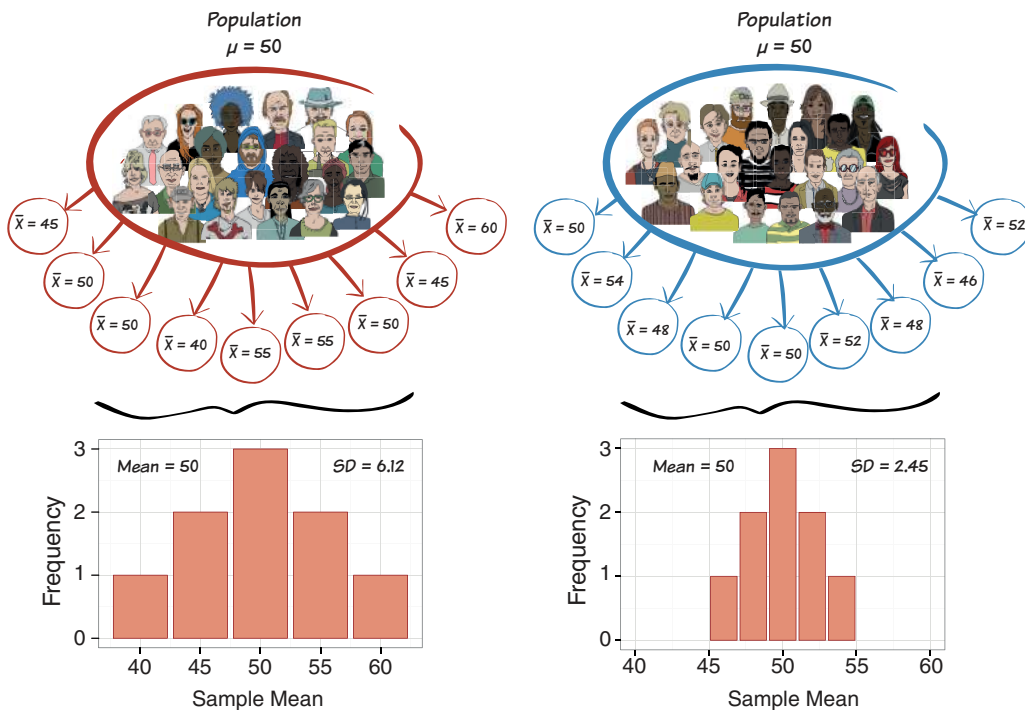 Population
μ = 50
X̄ = 45
X̄ = 50
X̄ = 50
X̄ = 40
X̄ = 55
X̄ = 55
X̄ = 50
X̄ = 45
X̄ = 60
Mean = 50
SD = 6.12
Frequency
3
2
1
0
40 45 50 55 60
Sample Mean
Population
μ = 50
X̄ = 50
X̄ = 54
X̄ = 48
X̄ = 50
X̄ = 50
X̄ = 52
X̄ = 48
X̄ = 46
X̄ = 52
Mean = 50
SD = 2.45
Frequency
3
2
1
0
40 45 50 55 60
Sample Mean